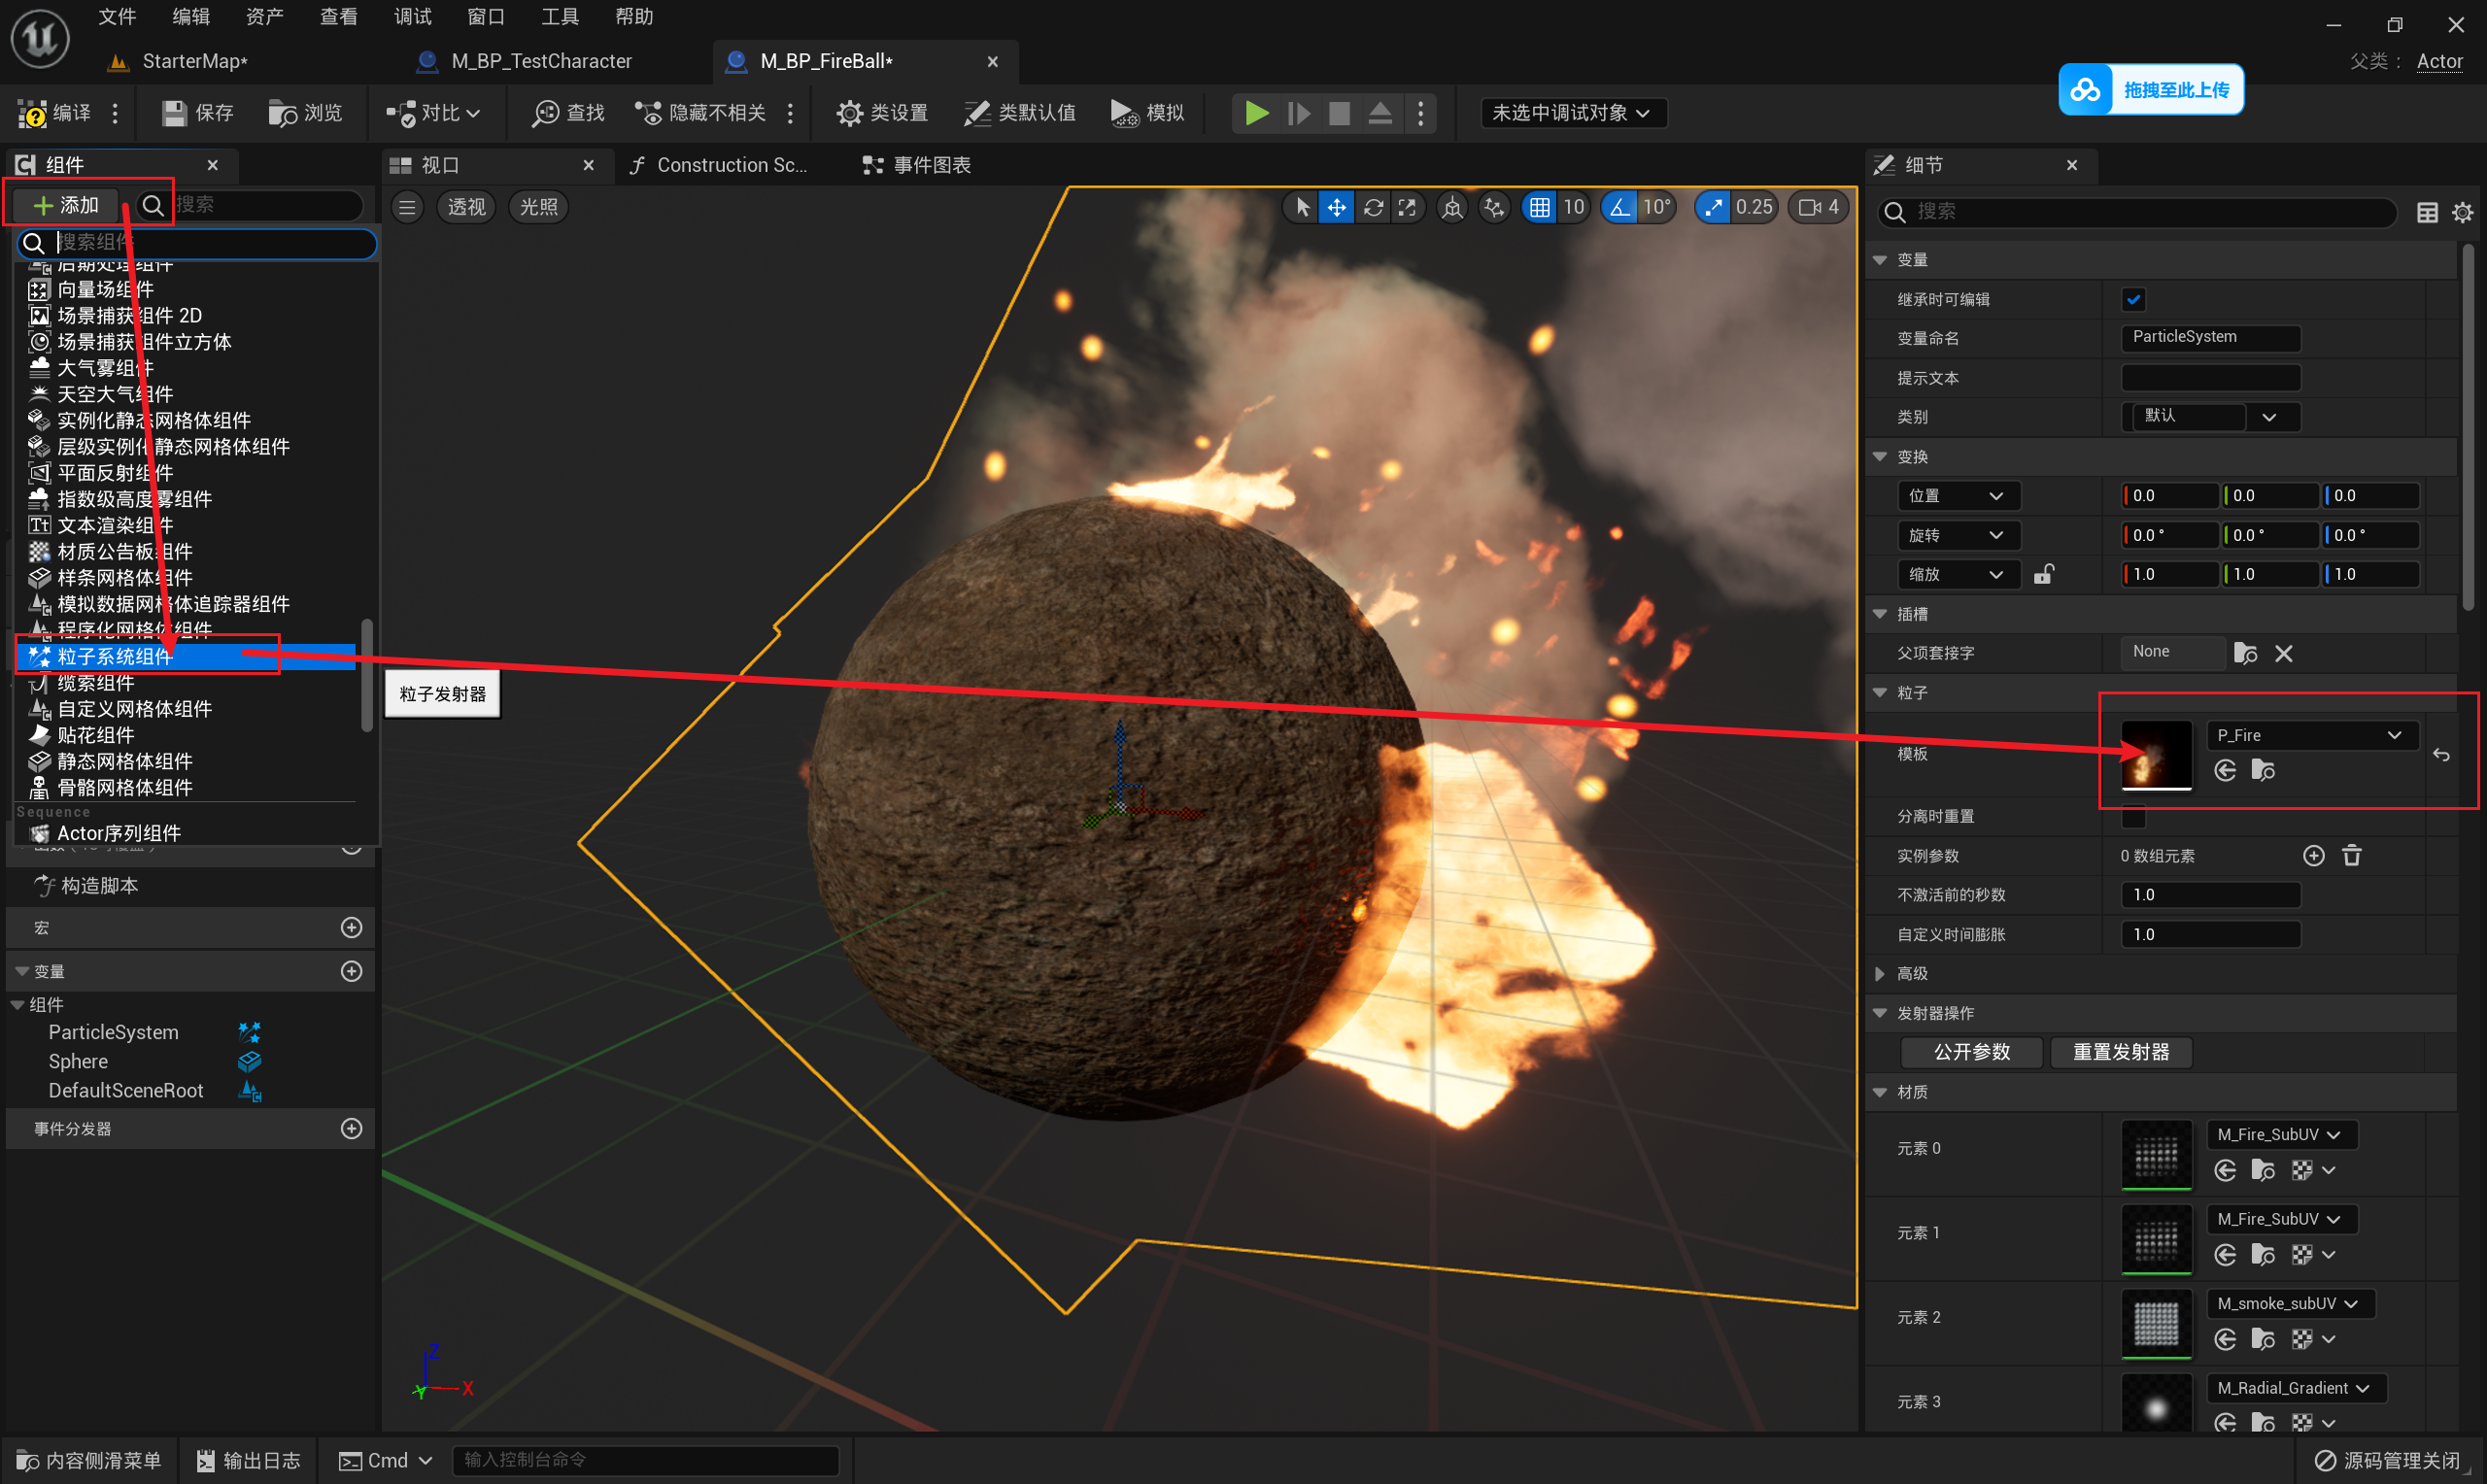 文件 编辑 资产 查看 调试 窗口 工具 帮助
StarterMap* M_BP_TestCharacter M_BP_FireBall*
父类： Actor
拖拽至此上传
编译 保存 浏览 对比 查找 隐藏不相关 类设置 类默认值 模拟 未选中调试对象
组件
添加 搜索
搜索组件
后期处理组件
向量场组件
场景捕获组件 2D
场景捕获组件立方体
大气雾组件
天空大气组件
实例化静态网格体组件
层级实例化静态网格体组件
平面反射组件
指数级高度雾组件
文本渲染组件
材质公告板组件
样条网格体组件
模拟数据网格体追踪器组件
程序化网格体组件
粒子系统组件
缆索组件
自定义网格体组件
贴花组件
静态网格体组件
骨骼网格体组件
Sequence
Actor序列组件
构造脚本
宏
变量
组件
ParticleSystem
Sphere
DefaultSceneRoot
事件分发器
视口 Construction Sc... 事件图表
透视 光照 10 10° 0.25 4
粒子发射器
Z
Y X
细节
搜索
变量
继承时可编辑
变量命名 ParticleSystem
提示文本
类别 默认
变换
位置 0.0 0.0 0.0
旋转 0.0 ° 0.0 ° 0.0 °
缩放 1.0 1.0 1.0
插槽
父项套接字 None
粒子
模板 P_Fire
分离时重置
实例参数 0 数组元素
不激活前的秒数 1.0
自定义时间膨胀 1.0
高级
发射器操作
公开参数 重置发射器
材质
元素 0 M_Fire_SubUV
元素 1 M_Fire_SubUV
元素 2 M_smoke_subUV
元素 3 M_Radial_Gradient
内容侧滑菜单 输出日志 Cmd 输入控制台命令 源码管理关闭